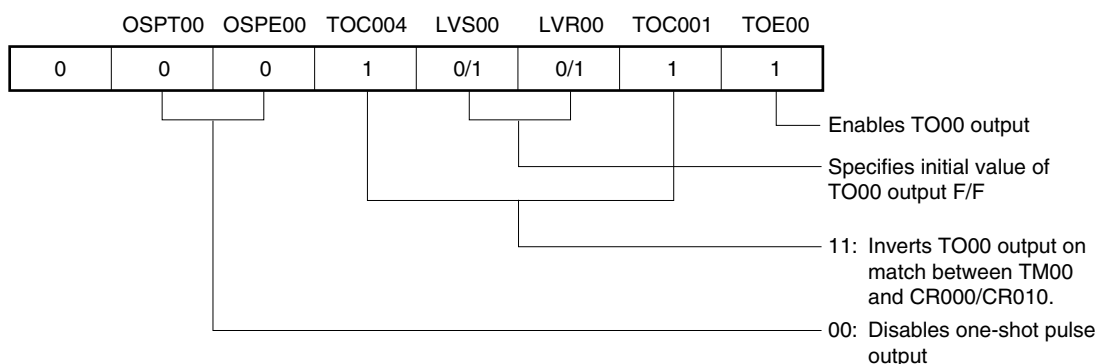 OSPT00 OSPE00 TOC004 LVS00 LVR00 TOC001 TOE00
0 0 0 1 0/1 0/1 1 1
Enables TO00 output
Specifies initial value of
TO00 output F/F
11: Inverts TO00 output on
match between TM00
and CR000/CR010.
00: Disables one-shot pulse
output